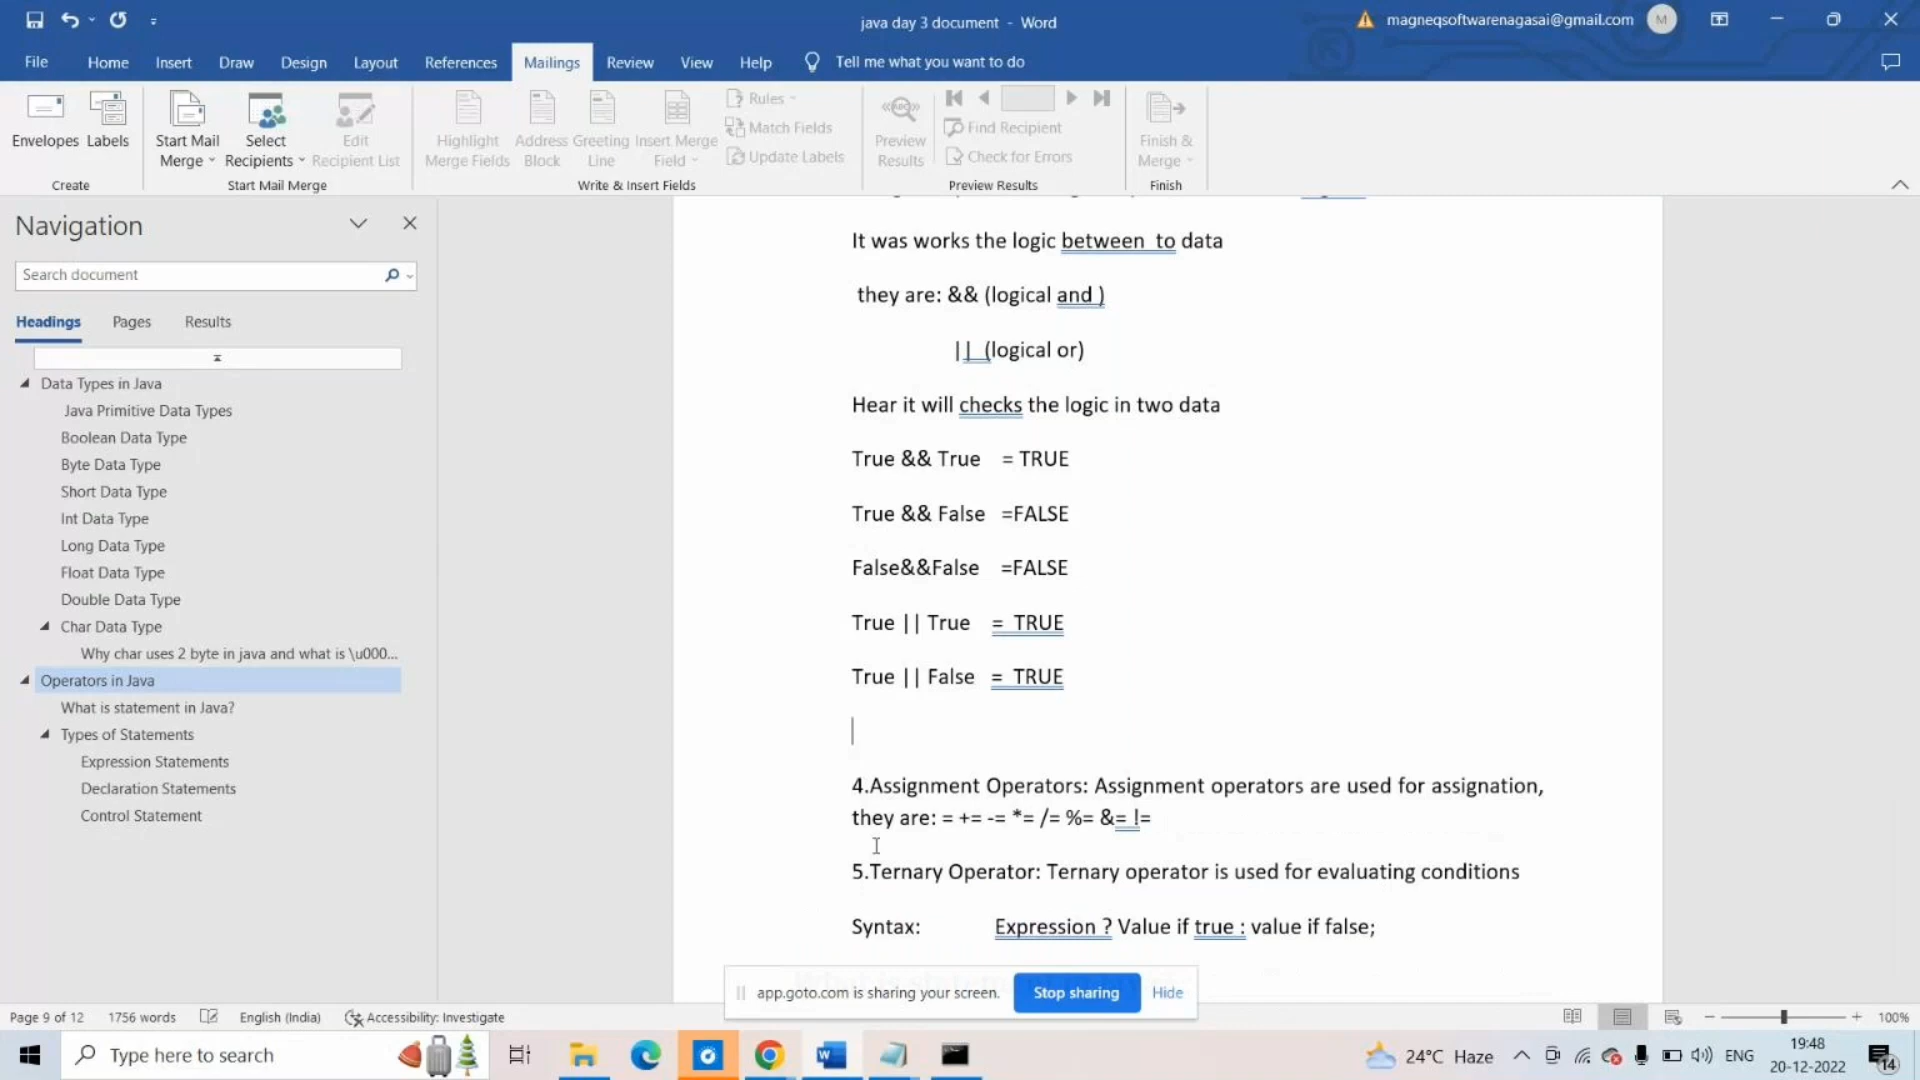 java day 3 document - Word
magneqsoftwarenagasai@gmail.com
M
File Home Insert Draw Design Layout References Mailings Review View Help Tell me what you want to do
Envelopes Labels
Create
Start Mail Merge
Select Recipients
Edit Recipient List
Start Mail Merge
Highlight Merge Fields
Address Block
Greeting Line
Insert Merge Field
Rules
Match Fields
Update Labels
Write & Insert Fields
ABC
Preview Results
Find Recipient
Check for Errors
Preview Results
Finish & Merge
Finish
Navigation
Search document
Headings Pages Results
Data Types in Java
Java Primitive Data Types
Boolean Data Type
Byte Data Type
Short Data Type
Int Data Type
Long Data Type
Float Data Type
Double Data Type
Char Data Type
Why char uses 2 byte in java and what is \u000...
Operators in Java
What is statement in Java?
Types of Statements
Expression Statements
Declaration Statements
Control Statement
It was works the logic between  to data
they are: && (logical and )
||  (logical or)
Hear it will checks the logic in two data
True && True   = TRUE
True && False  =FALSE
False&&False   =FALSE
True || True   =  TRUE
True || False  =  TRUE
4.Assignment Operators: Assignment operators are used for assignation,
they are: = += -= *= /= %= &= !=
5.Ternary Operator: Ternary operator is used for evaluating conditions
Syntax:        Expression ? Value if true : value if false;
app.goto.com is sharing your screen. Stop sharing Hide
Page 9 of 12 1756 words English (India) Accessibility: Investigate 100%
Type here to search
24°C Haze
ENG
19:48
20-12-2022
14